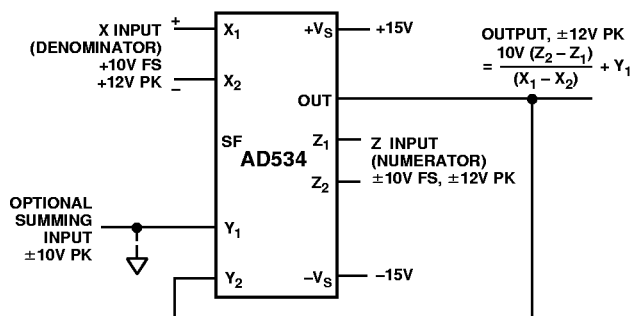 X INPUT
(DENOMINATOR)
+10V FS
+12V PK
+
–
X1
X2
SF
AD534
Y1
Y2
+VS
OUT
Z1
Z2
–VS
+15V
OUTPUT, ±12V PK
= 10V (Z2 – Z1) / (X1 – X2) + Y1
Z INPUT
(NUMERATOR)
±10V FS, ±12V PK
–15V
OPTIONAL
SUMMING
INPUT
±10V PK